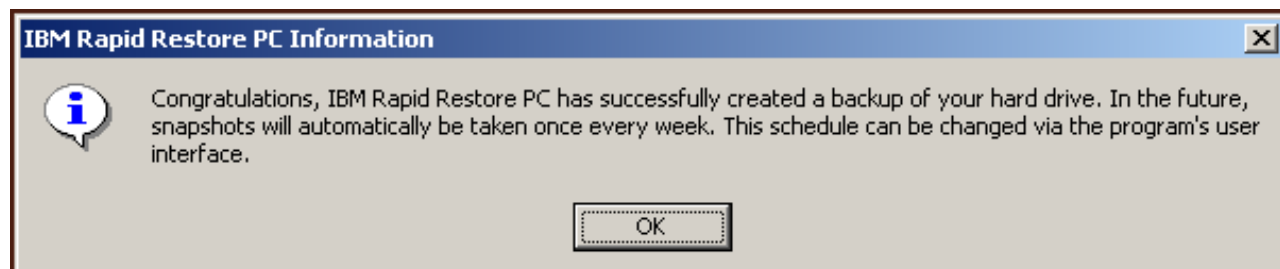 IBM Rapid Restore PC Information
Congratulations, IBM Rapid Restore PC has successfully created a backup of your hard drive. In the future,
snapshots will automatically be taken once every week. This schedule can be changed via the program's user
interface.
OK